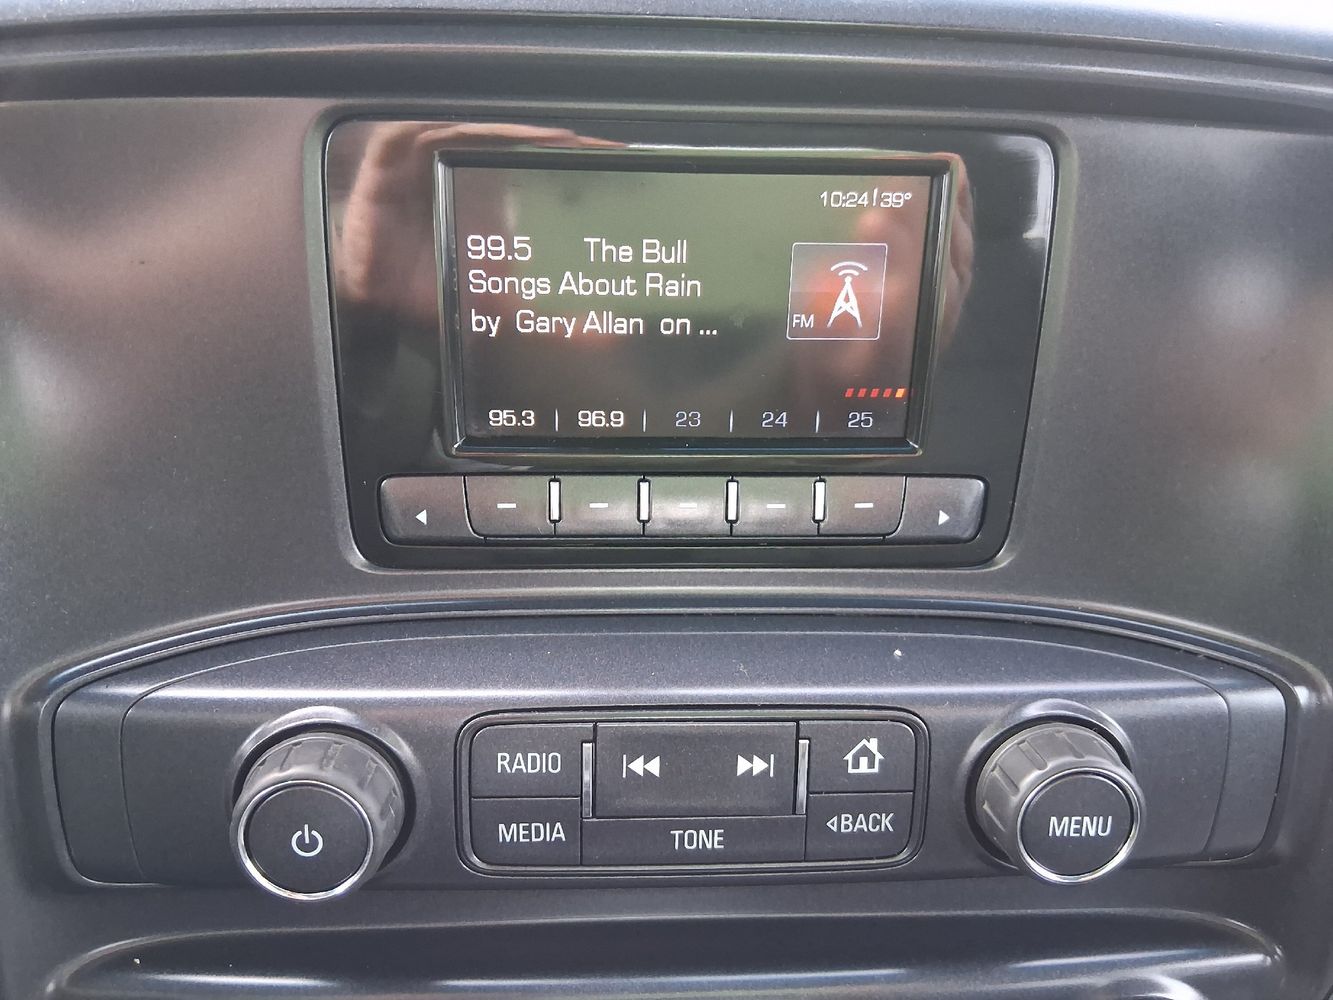 10:24 39°
99.5 The Bull
Songs About Rain
by Gary Allan on ...
FM
95.3 | 96.9 | 23 | 24 | 25
RADIO
MEDIA
TONE
BACK
MENU